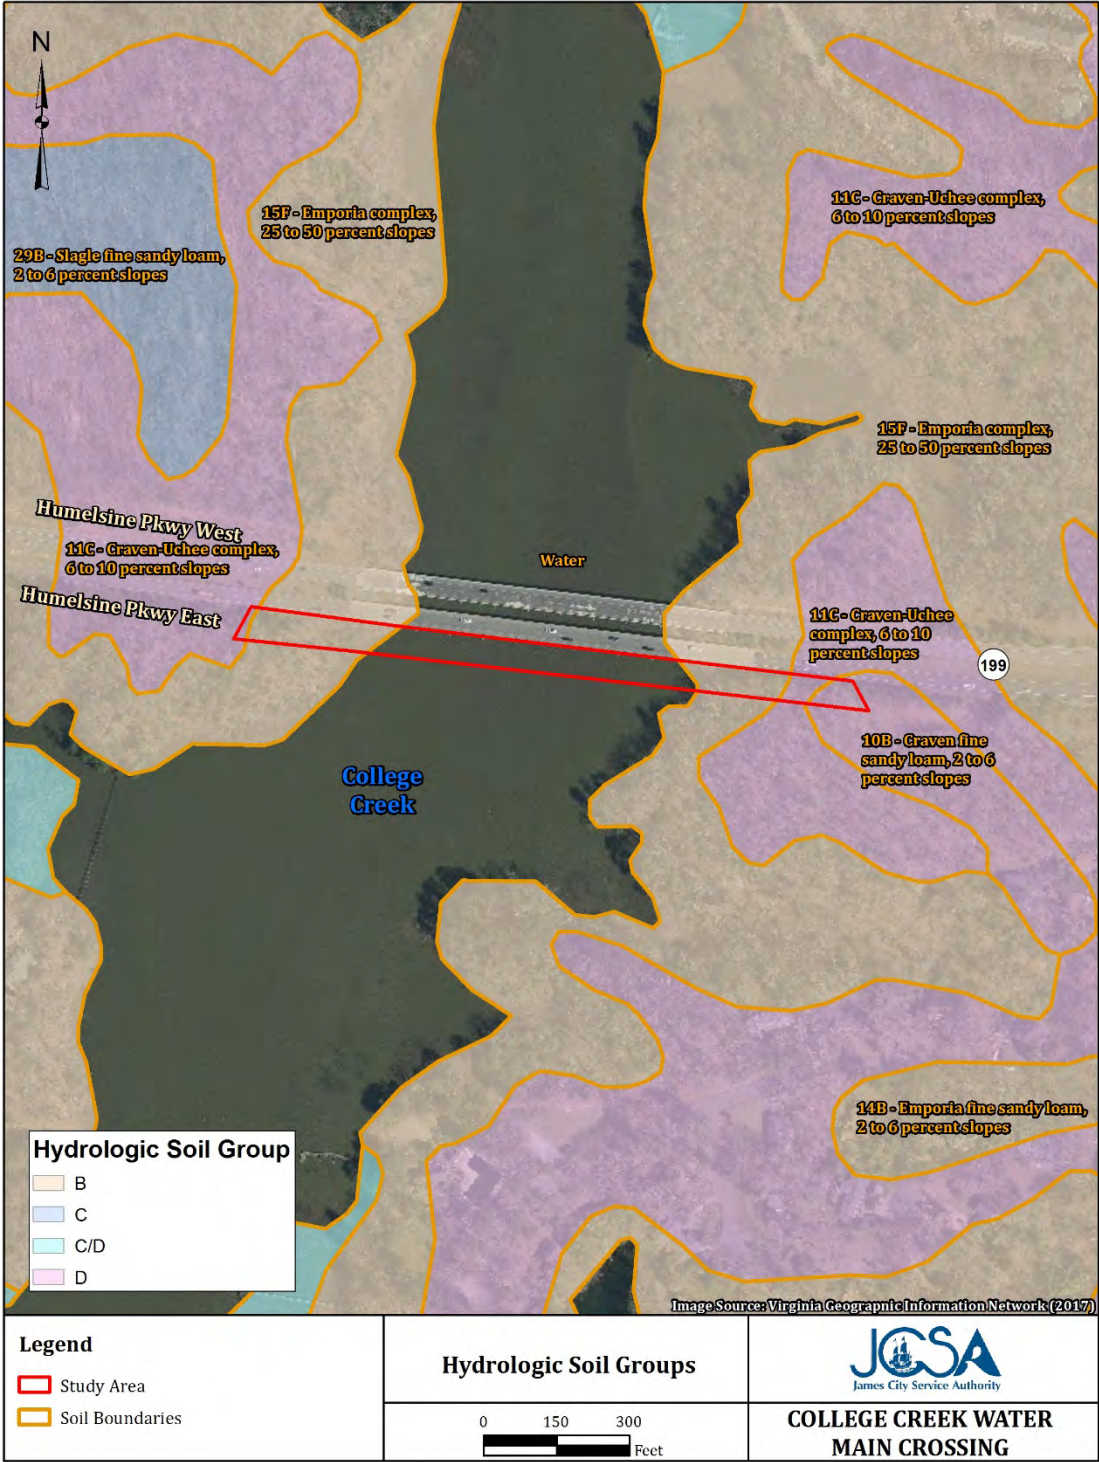 N
15F - Emporia complex,
25 to 50 percent slopes
11C - Craven-Uchee complex,
6 to 10 percent slopes
29B - Slagle fine sandy loam,
2 to 6 percent slopes
15F - Emporia complex,
25 to 50 percent slopes
Humelsine Pkwy West
11C - Craven-Uchee complex,
6 to 10 percent slopes
Water
Humelsine Pkwy East
11C - Craven-Uchee
complex, 6 to 10
percent slopes
199
10B - Craven fine
sandy loam, 2 to 6
percent slopes
College
Creek
14B - Emporia fine sandy loam,
2 to 6 percent slopes
Hydrologic Soil Group
B
C
C/D
D
Image Source: Virginia Geographic Information Network (2017)
Legend
Study Area
Soil Boundaries
Hydrologic Soil Groups
0 150 300
Feet
JCSA
James City Service Authority
COLLEGE CREEK WATER
MAIN CROSSING